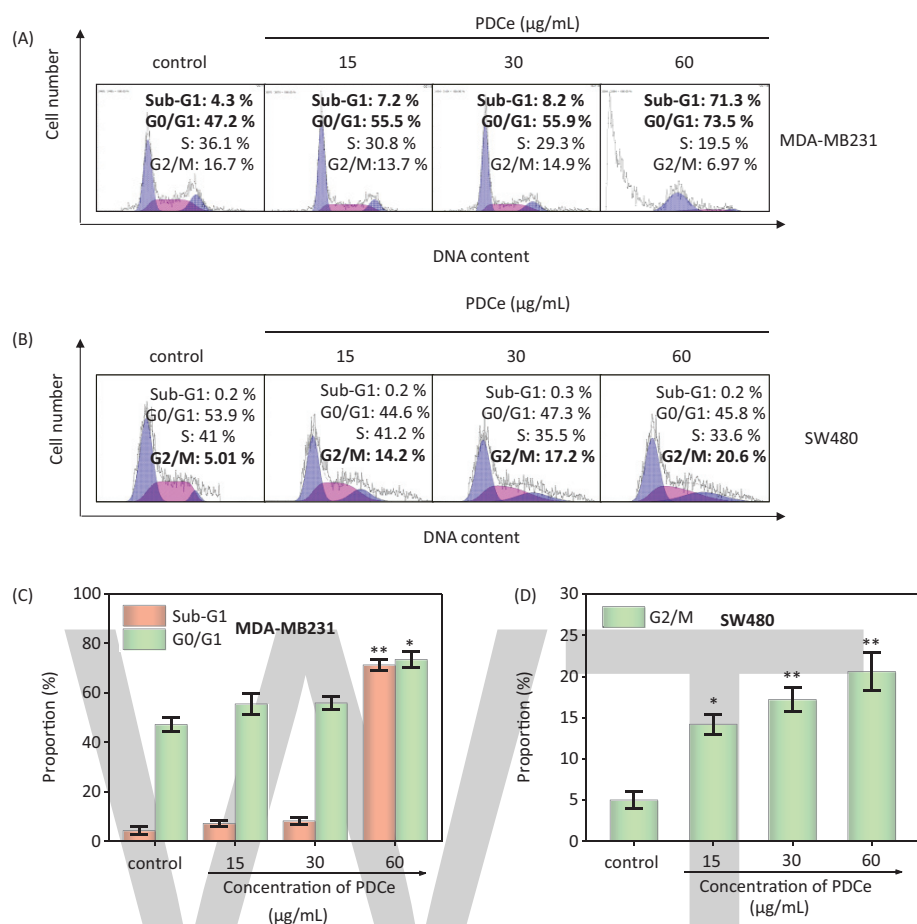 (A)
PDCe (µg/mL)
control
15
30
60
Cell number
Sub-G1: 4.3 %
G0/G1: 47.2 %
S: 36.1 %
G2/M: 16.7 %
Sub-G1: 7.2 %
G0/G1: 55.5 %
S: 30.8 %
G2/M:13.7 %
Sub-G1: 8.2 %
G0/G1: 55.9 %
S: 29.3 %
G2/M: 14.9 %
Sub-G1: 71.3 %
G0/G1: 73.5 %
S: 19.5 %
G2/M: 6.97 %
MDA-MB231
DNA content
(B)
PDCe (µg/mL)
control
15
30
60
Cell number
Sub-G1: 0.2 %
G0/G1: 53.9 %
S: 41 %
G2/M: 5.01 %
Sub-G1: 0.2 %
G0/G1: 44.6 %
S: 41.2 %
G2/M: 14.2 %
Sub-G1: 0.3 %
G0/G1: 47.3 %
S: 35.5 %
G2/M: 17.2 %
Sub-G1: 0.2 %
G0/G1: 45.8 %
S: 33.6 %
G2/M: 20.6 %
SW480
DNA content
(C)
Proportion (%)
100
80
60
40
20
0
Sub-G1
G0/G1
MDA-MB231
**
*
control
15
30
60
Concentration of PDCe
(µg/mL)
(D)
Proportion (%)
30
25
20
15
10
5
0
G2/M
SW480
*
**
**
control
15
30
60
Concentration of PDCe
(µg/mL)